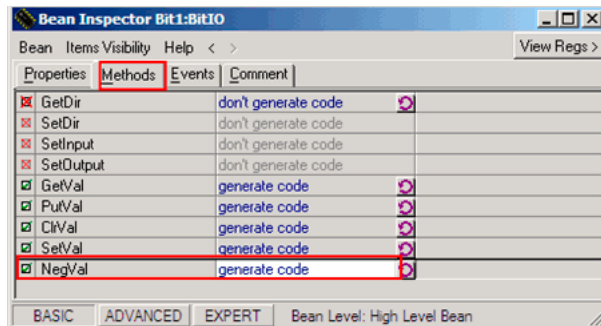 Bean Inspector Bit1:BitIO
Bean Items Visibility Help < > View Regs >
Properties Methods Events Comment
GetDir don't generate code
SetDir don't generate code
SetInput don't generate code
SetOutput don't generate code
GetVal generate code
PutVal generate code
ClrVal generate code
SetVal generate code
NegVal generate code
BASIC ADVANCED EXPERT Bean Level: High Level Bean